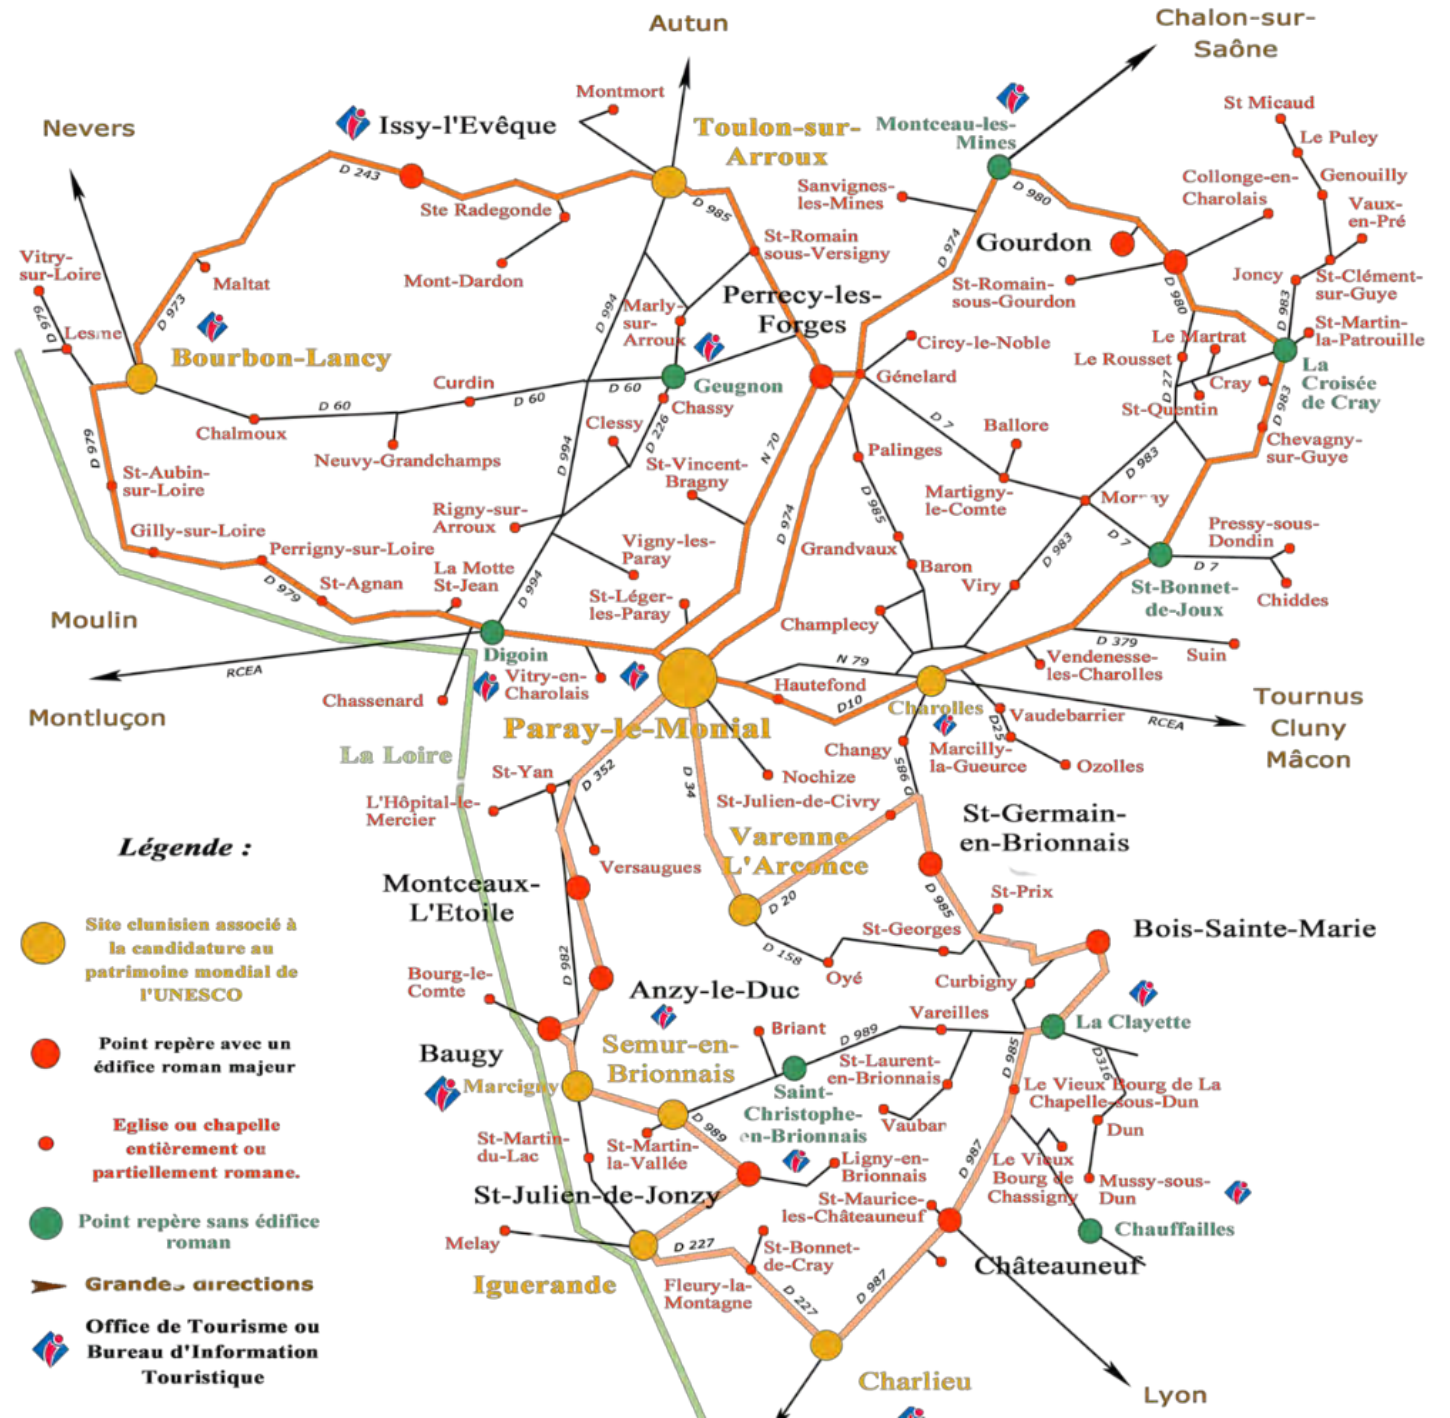 Autun
Chalon-sur-
Saône
Nevers
Montmort
Issy-l'Evêque
Toulon-sur-
Arroux
Montceau-les-
Mines
St Micaud
Le Puley
Genouilly
Collonge-en-
Charolais
Vaux-
en-Pré
D 243
D 985
D 980
Sanvignes-
les-Mines
Ste Radegonde
Mont-Dardon
St-Romain
sous-Versigny
D 974
Gourdon
St-Romain-
sous-Gourdon
Joncy
St-Clément-
sur-Guye
Vitry-
sur-Loire
Maltat
D 973
D 979
Lesme
Bourbon-Lancy
D 994
Marly-
sur-
Arroux
Perrecy-les-
Forges
D 980
D 983
St-Martin-
la-Patrouille
Circy-le-Noble
Le Martrat
Le Rousset
Cray
La
Croisée
de Cray
Geugnon
Génelard
Curdin
D 60
D 60
D 60
Chassy
Chalmoux
Neuvy-Grandchamps
Clessy
D 226
D 27
St-Quentin
D 983
D 7
Ballore
Chevagny-
sur-Guye
D 979
D 994
N 70
Palinges
St-Vincent-
Bragny
St-Aubin-
sur-Loire
Martigny-
le-Comte
D 983
Rigny-sur-
Arroux
D 985
D 974
Gilly-sur-Loire
Perrigny-sur-Loire
Vigny-les-
Paray
Grandvaux
Baron
D 983
D 7
Pressy-sous-
Dondin
D 7
D 979
St-Agnan
La Motte
St-Jean
D 994
St-Léger-
les-Paray
Viry
St-Bonnet-
de-Joux
Chiddes
Moulin
Champlecy
D 379
Suin
Digoin
RCEA
N 79
Vendenesse-
les-Charolles
Chassenard
Vitry-en-
Charolais
Hautefond
D10
Charolles
D25
Vaudebarrier
RCEA
Montluçon
Paray-le-Monial
Tournus
Cluny
Mâcon
La Loire
Changy
Marcilly-
la-Gueurce
Ozolles
St-Yan
D 352
D 34
Nochize
D 985
L'Hôpital-le-
Mercier
St-Julien-de-Civry
St-Germain-
en-Brionnais
Légende :
Versaugues
Varenne
L'Arconce
Montceaux-
L'Etoile
D 20
D 985
St-Prix
Site clunisien associé à
la candidature au
patrimoine mondial de
l'UNESCO
D 158
Oyé
St-Georges
Bois-Sainte-Marie
D 982
Bourg-le-
Comte
Anzy-le-Duc
Curbigny
Point repère avec un
édifice roman majeur
Baugy
Semur-en-
Brionnais
Briant
D 989
Vareilles
La Clayette
Marcigny
St-Laurent-
en-Brionnais
D 985
D316
Saint-
Christophe-
en-Brionnais
Le Vieux Bourg de La
Chapelle-sous-Dun
Eglise ou chapelle
entièrement ou
partiellement romane.
D 989
Vauban
Dun
St-Martin-
du-Lac
St-Martin-
la-Vallée
Ligny-en-
Brionnais
D 987
Le Vieux
Bourg de
Chassigny
Mussy-sous-
Dun
St-Julien-de-Jonzy
St-Maurice-
les-Châteauneuf
Point repère sans édifice
roman
Melay
D 227
St-Bonnet-
de-Cray
Chauffailles
Châteauneuf
Grandes directions
Iguerande
Fleury-la-
Montagne
D 227
D 987
Office de Tourisme ou
Bureau d'Information
Touristique
Charlieu
Lyon